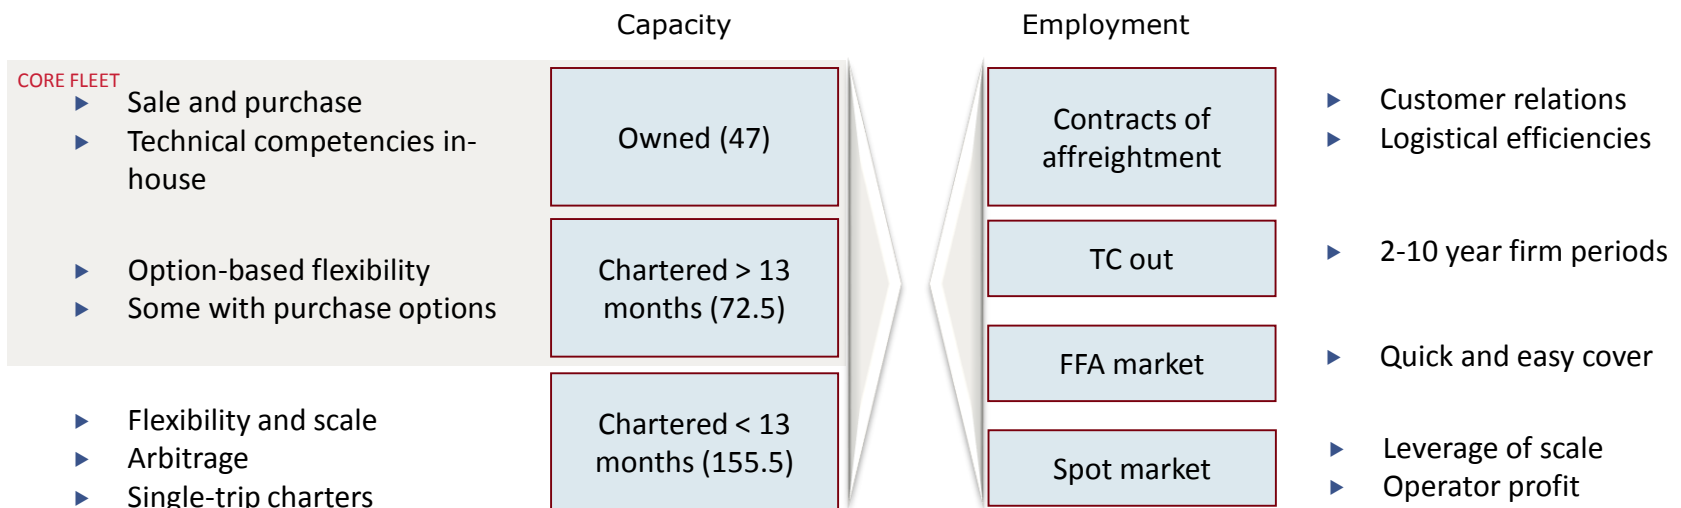 Capacity
Employment
CORE FLEET
Sale and purchase
Technical competencies in-
house
Owned (47)
Contracts of
affreightment
Customer relations
Logistical efficiencies
Option-based flexibility
Some with purchase options
Chartered > 13
months (72.5)
TC out
2-10 year firm periods
FFA market
Quick and easy cover
Flexibility and scale
Arbitrage
Single-trip charters
Chartered < 13
months (155.5)
Spot market
Leverage of scale
Operator profit